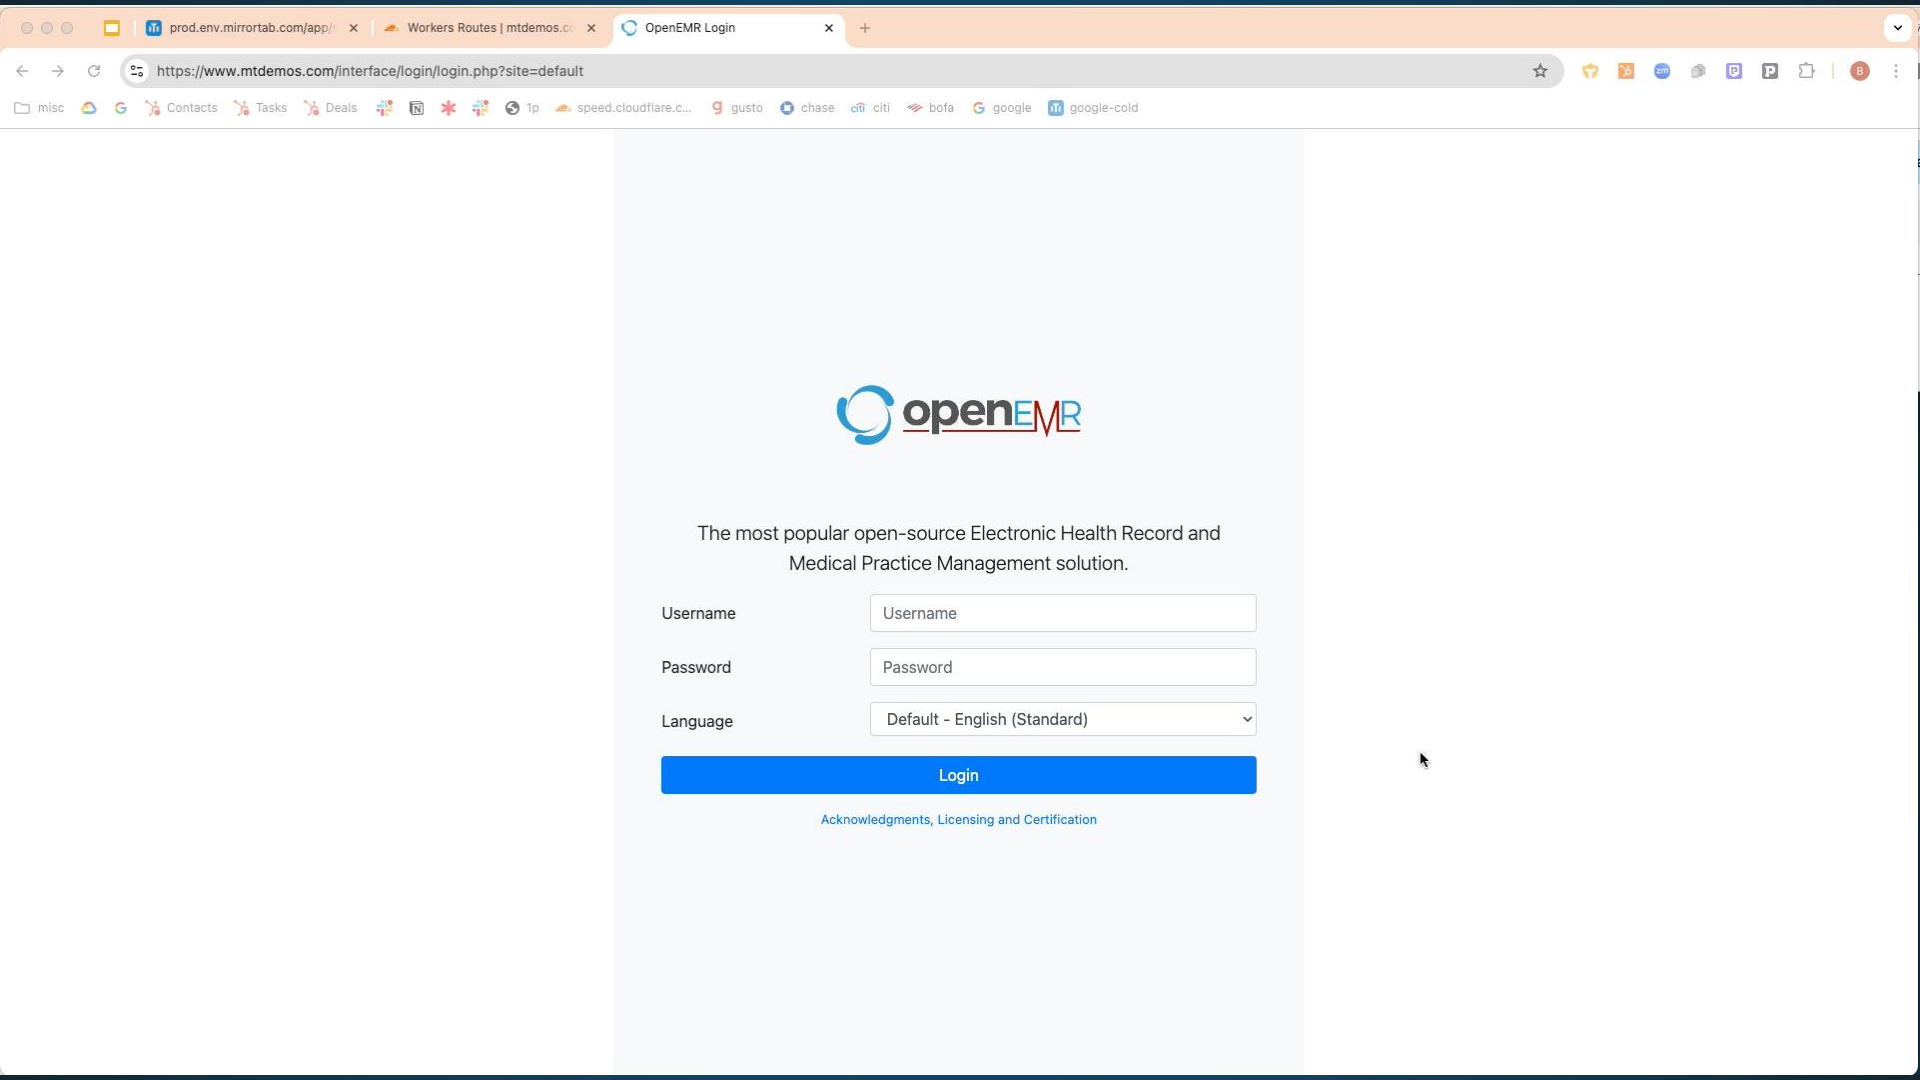 prod.env.mirrortab.com/app/
Workers Routes | mtdemos.c
OpenEMR Login
https://www.mtdemos.com/interface/login/login.php?site=default
B
misc
Contacts
Tasks
Deals
1p
speed.cloudflare.c...
gusto
chase
citi
citi
bofa
google
google-cold
openEMR
The most popular open-source Electronic Health Record and
Medical Practice Management solution.
Username
Username
Password
Password
Language
Default - English (Standard)
Login
Acknowledgments, Licensing and Certification